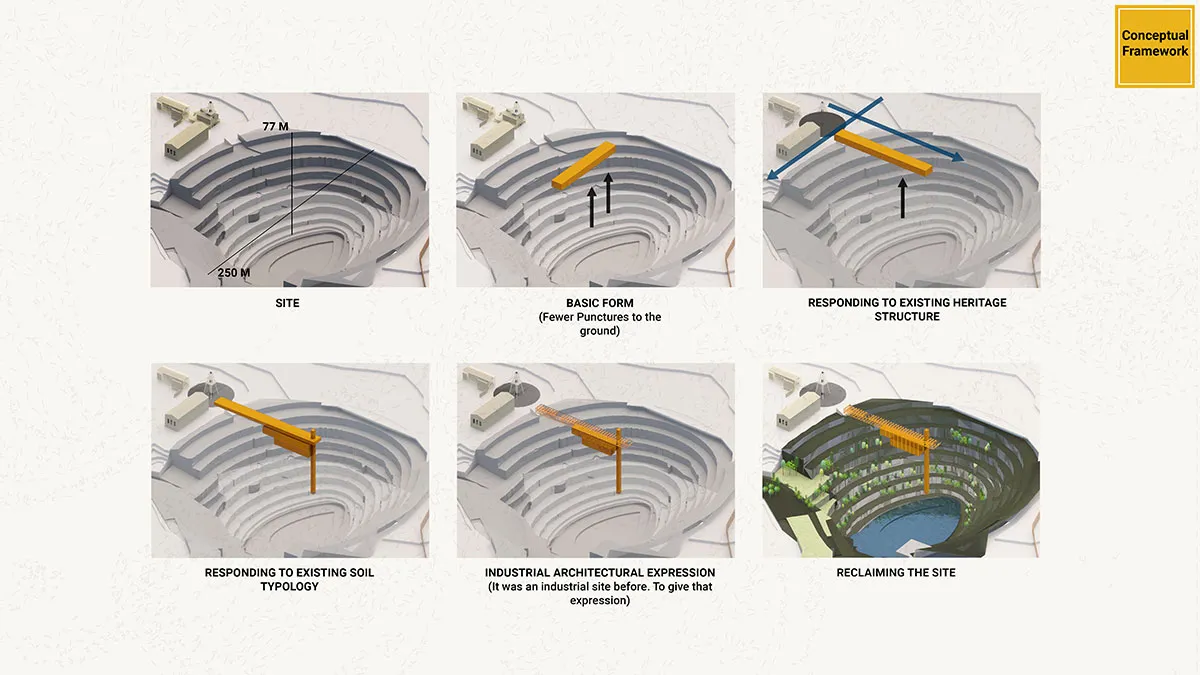 Conceptual
Framework
77 M
250 M
SITE
BASIC FORM
(Fewer Punctures to the
ground)
RESPONDING TO EXISTING HERITAGE
STRUCTURE
RESPONDING TO EXISTING SOIL
TYPOLOGY
INDUSTRIAL ARCHITECTURAL EXPRESSION
(It was an industrial site before. To give that
expression)
RECLAIMING THE SITE